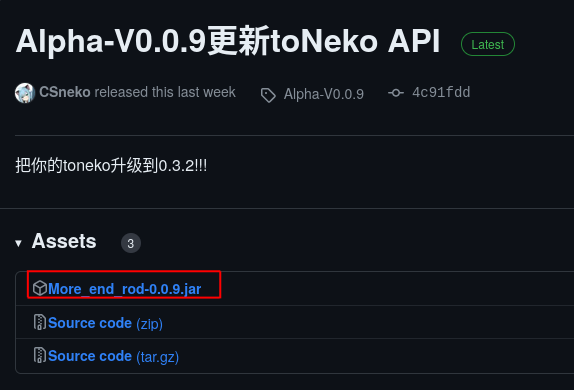 Alpha-V0.0.9更新toNeko API Latest
CSneko released this last week Alpha-V0.0.9 4c91fdd
把你的toneko升级到0.3.2!!!
Assets 3
More_end_rod-0.0.9.jar
Source code (zip)
Source code (tar.gz)